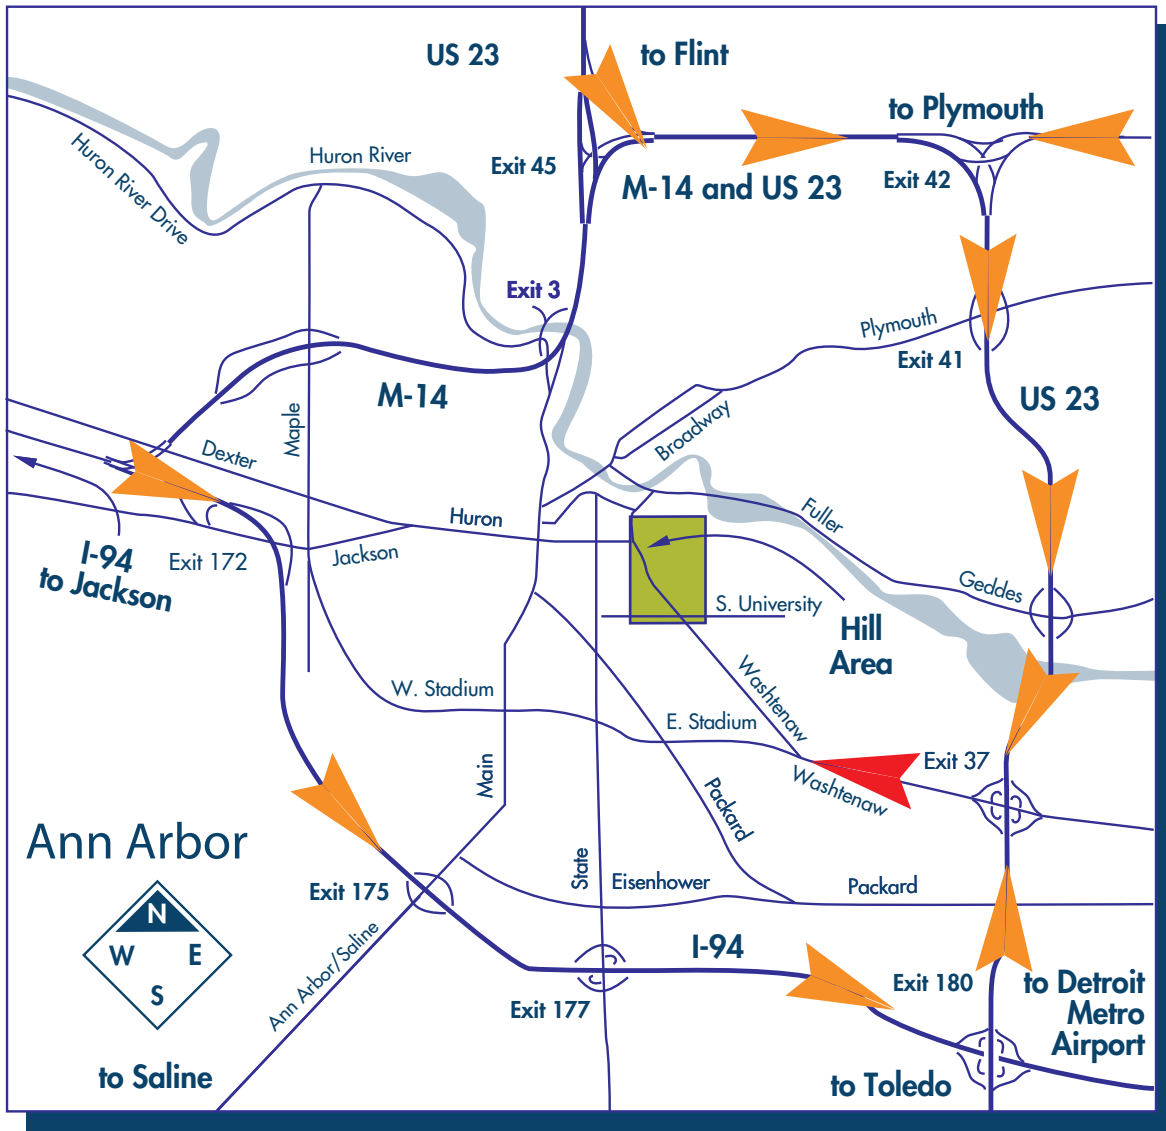 US 23
to Flint
to Plymouth
Huron River
Exit 45
M-14 and US 23
Exit 42
Huron River Drive
Exit 3
Plymouth
Exit 41
M-14
US 23
Maple
Broadway
Dexter
Huron
Fuller
I-94
to Jackson
Exit 172
Jackson
Geddes
S. University
Hill
Area
W. Stadium
Washtenaw
E. Stadium
Exit 37
Washtenaw
Main
Packard
Ann Arbor
State
Eisenhower
Packard
Exit 175
N
W
E
S
Ann Arbor/Saline
I-94
Exit 177
Exit 180
to Detroit
Metro
Airport
to Saline
to Toledo